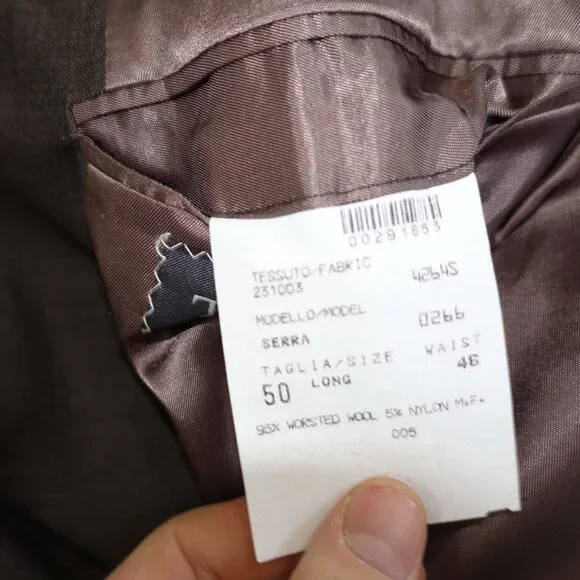 00291653
TESSUTO/FABRIC
231003 42645
MODELLO/MODEL 0266
SERRA
TAGLIA/SIZE WAIST
50 LONG 46
95% WORSTED WOOL 5% NYLON M.F.
005